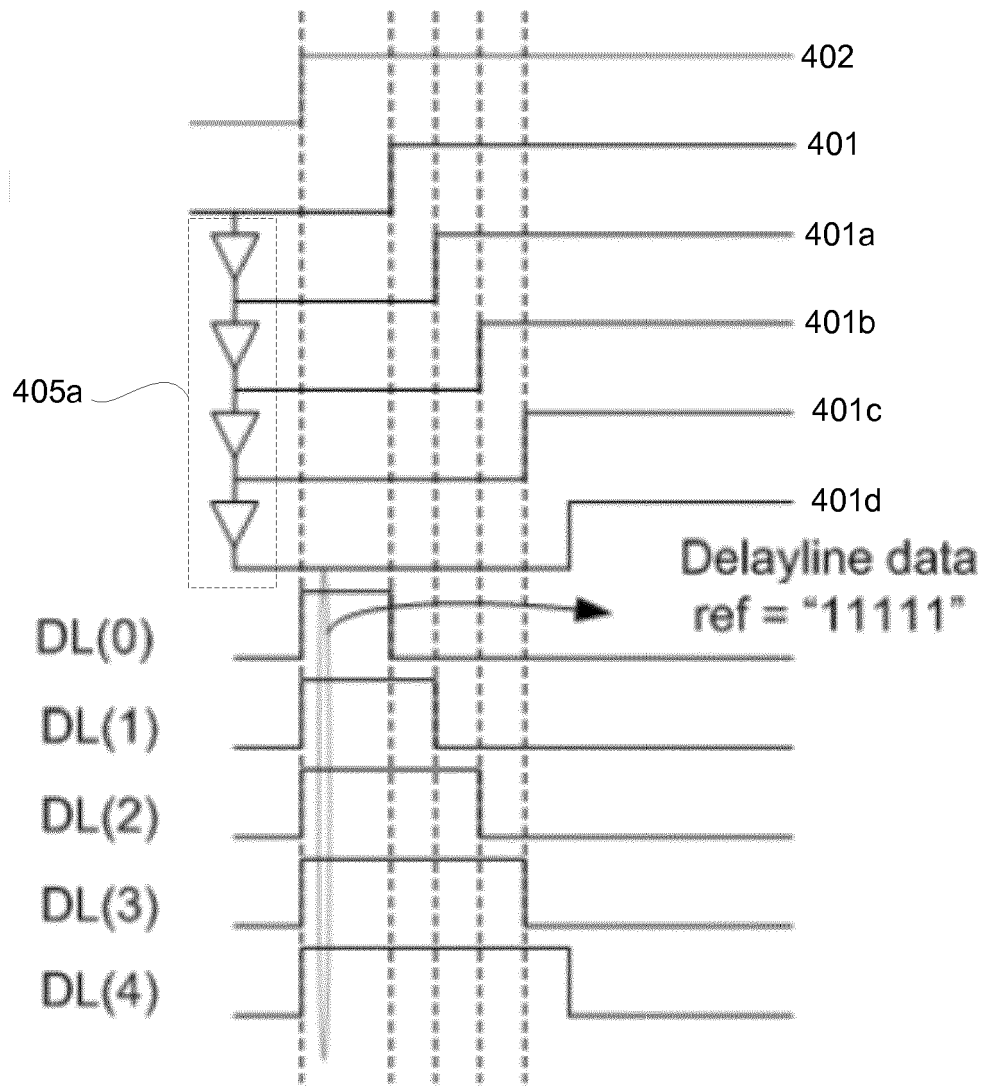 402
401
401a
401b
405a
401c
401d
Delayline data
ref = “11111”
DL(0)
DL(1)
DL(2)
DL(3)
DL(4)